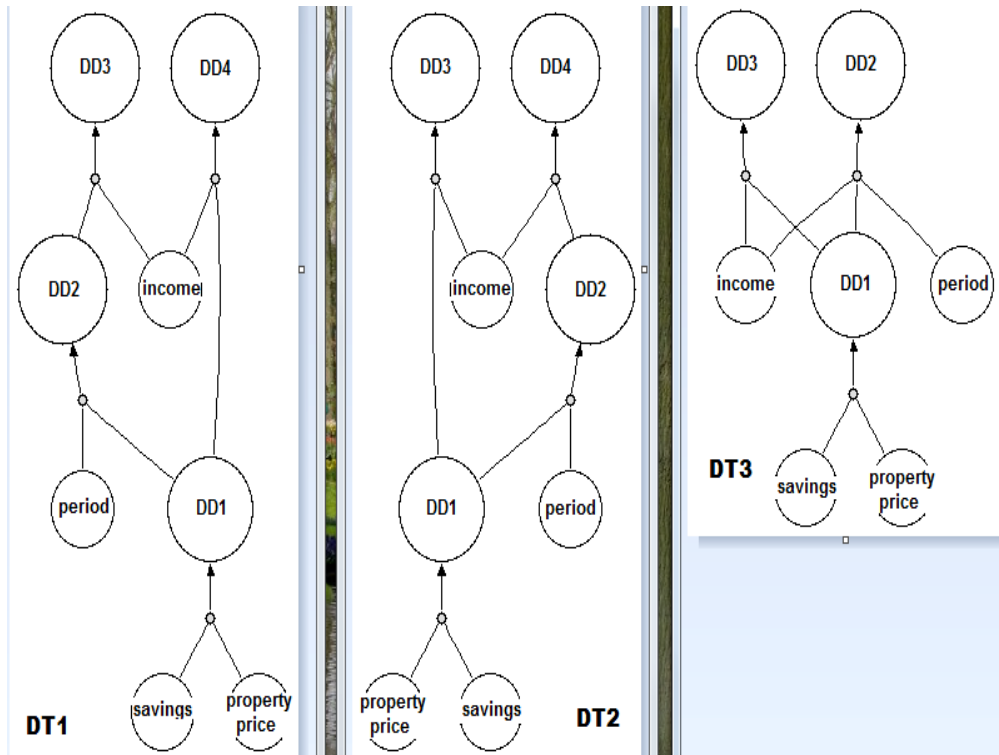 DD3
DD4
DD2
income
period
DD1
savings
property
price
DT1
DD3
DD4
income
DD2
DD1
period
property
price
savings
DT2
DD3
DD2
income
DD1
period
savings
property
price
DT3